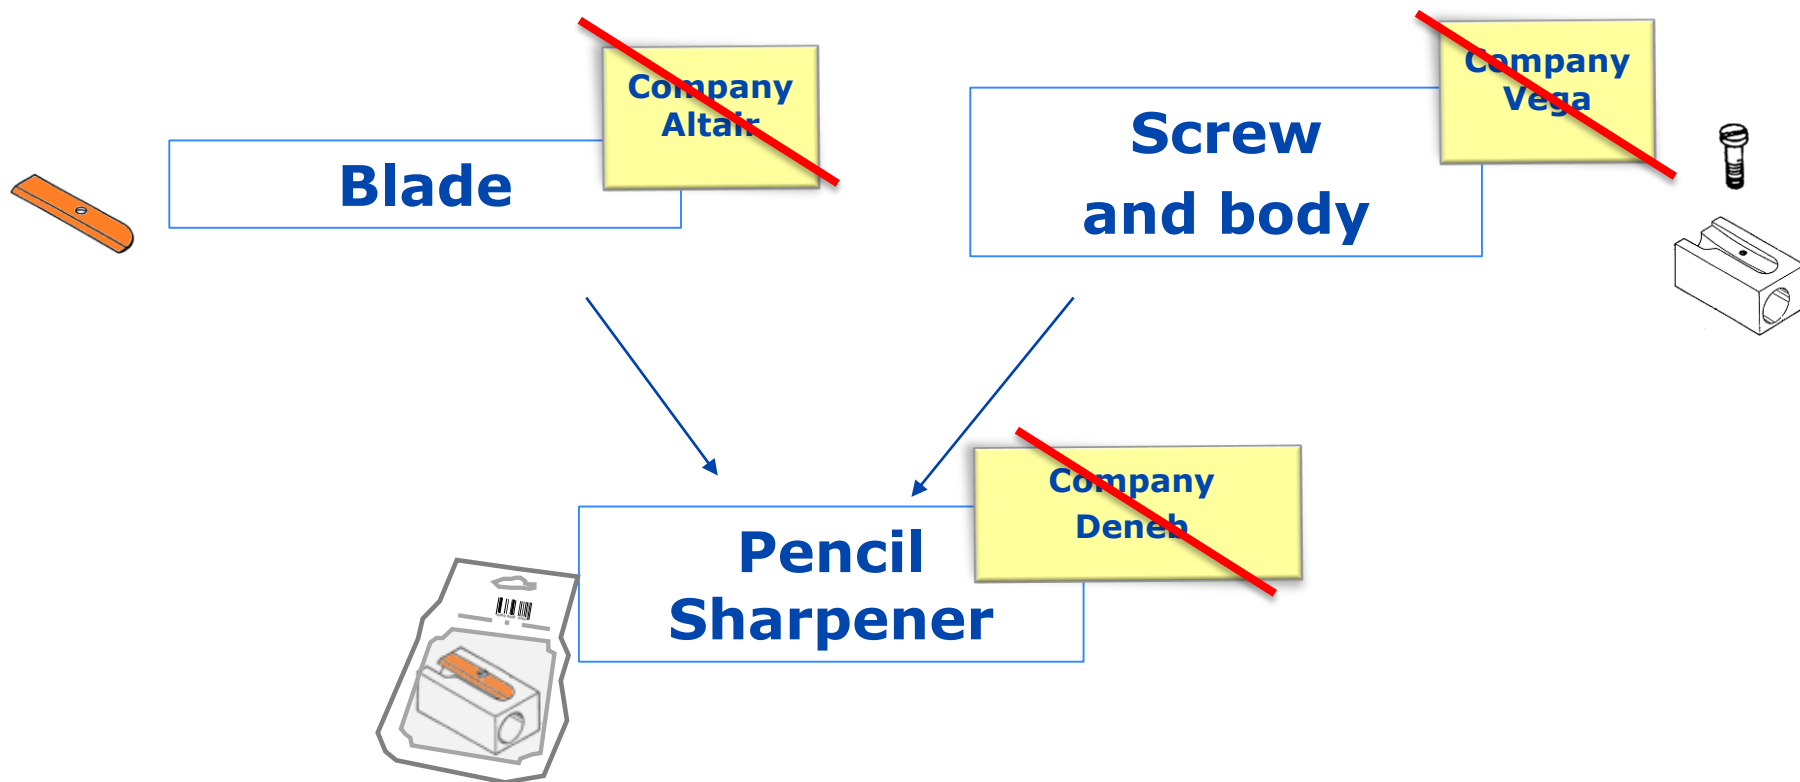 Company
Altair
Blade
Company
Vega
Screw
and body
Company
Deneb
Pencil
Sharpener